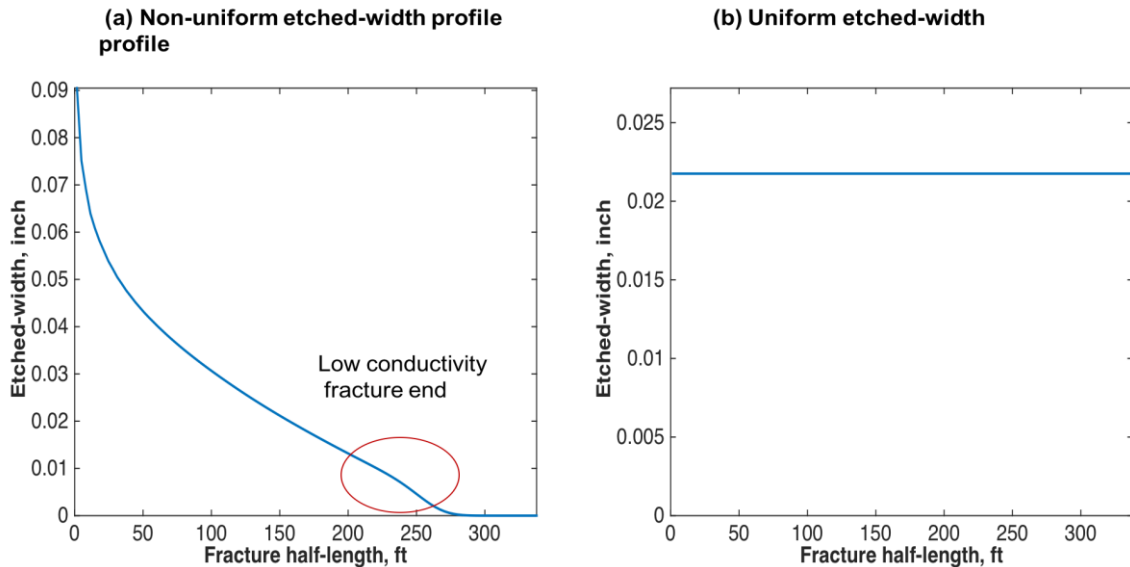 (a) Non-uniform etched-width profile
profile
(b) Uniform etched-width
Etched-width, inch
0.09
0.08
0.07
0.06
0.05
0.04
0.03
0.02
0.01
0
Low conductivity
fracture end
0 50 100 150 200 250 300
Fracture half-length, ft
Etched-width, inch
0.025
0.02
0.015
0.01
0.005
0
0 50 100 150 200 250 300
Fracture half-length, ft